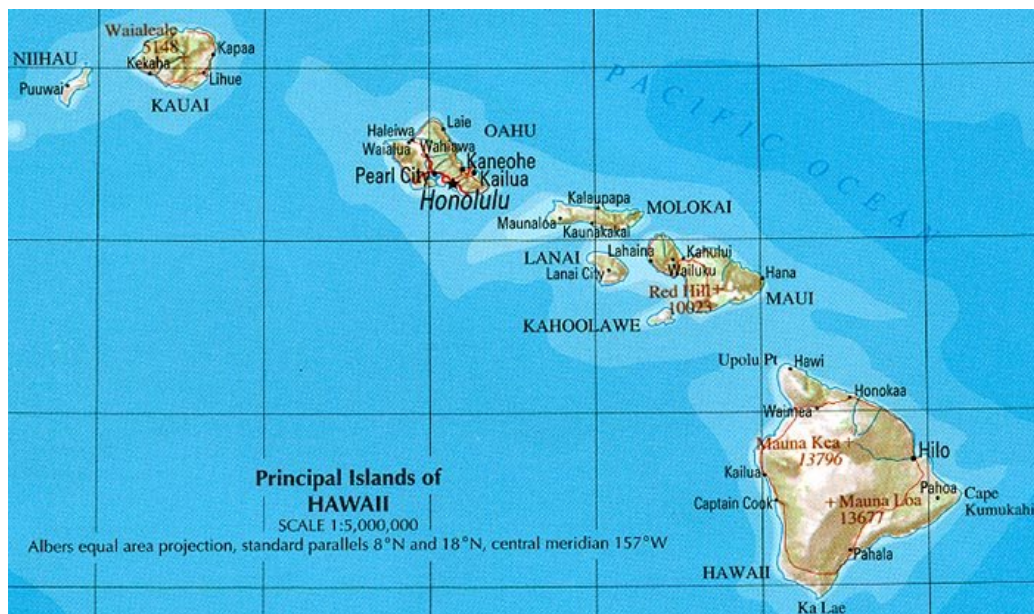 Waialeale
5148
NIIHAU
Kapaa
Kekaha
Puuwai
Lihue
KAUAI
PACIFIC OCEAN
Laie
Haleiwa
OAHU
Waialua
Wahiawa
Kaneohe
Pearl City
Kailua
Honolulu
Kalaupapa
MOLOKAI
Maunaloa
Kaunakakai
Lahaina
Kahului
LANAI
Lanai City
Wailuku
Hana
Red Hill
10023
MAUI
KAHOOLAWE
Upolu Pt
Hawi
Honokaa
Waimea
Mauna Kea
13796
Hilo
Kailua
Pahoa
Cape
Kumukahi
Captain Cook
Mauna Loa
13677
Pahala
HAWAII
Ka Lae
Principal Islands of
HAWAII
SCALE 1:5,000,000
Albers equal area projection, standard parallels 8°N and 18°N, central meridian 157°W